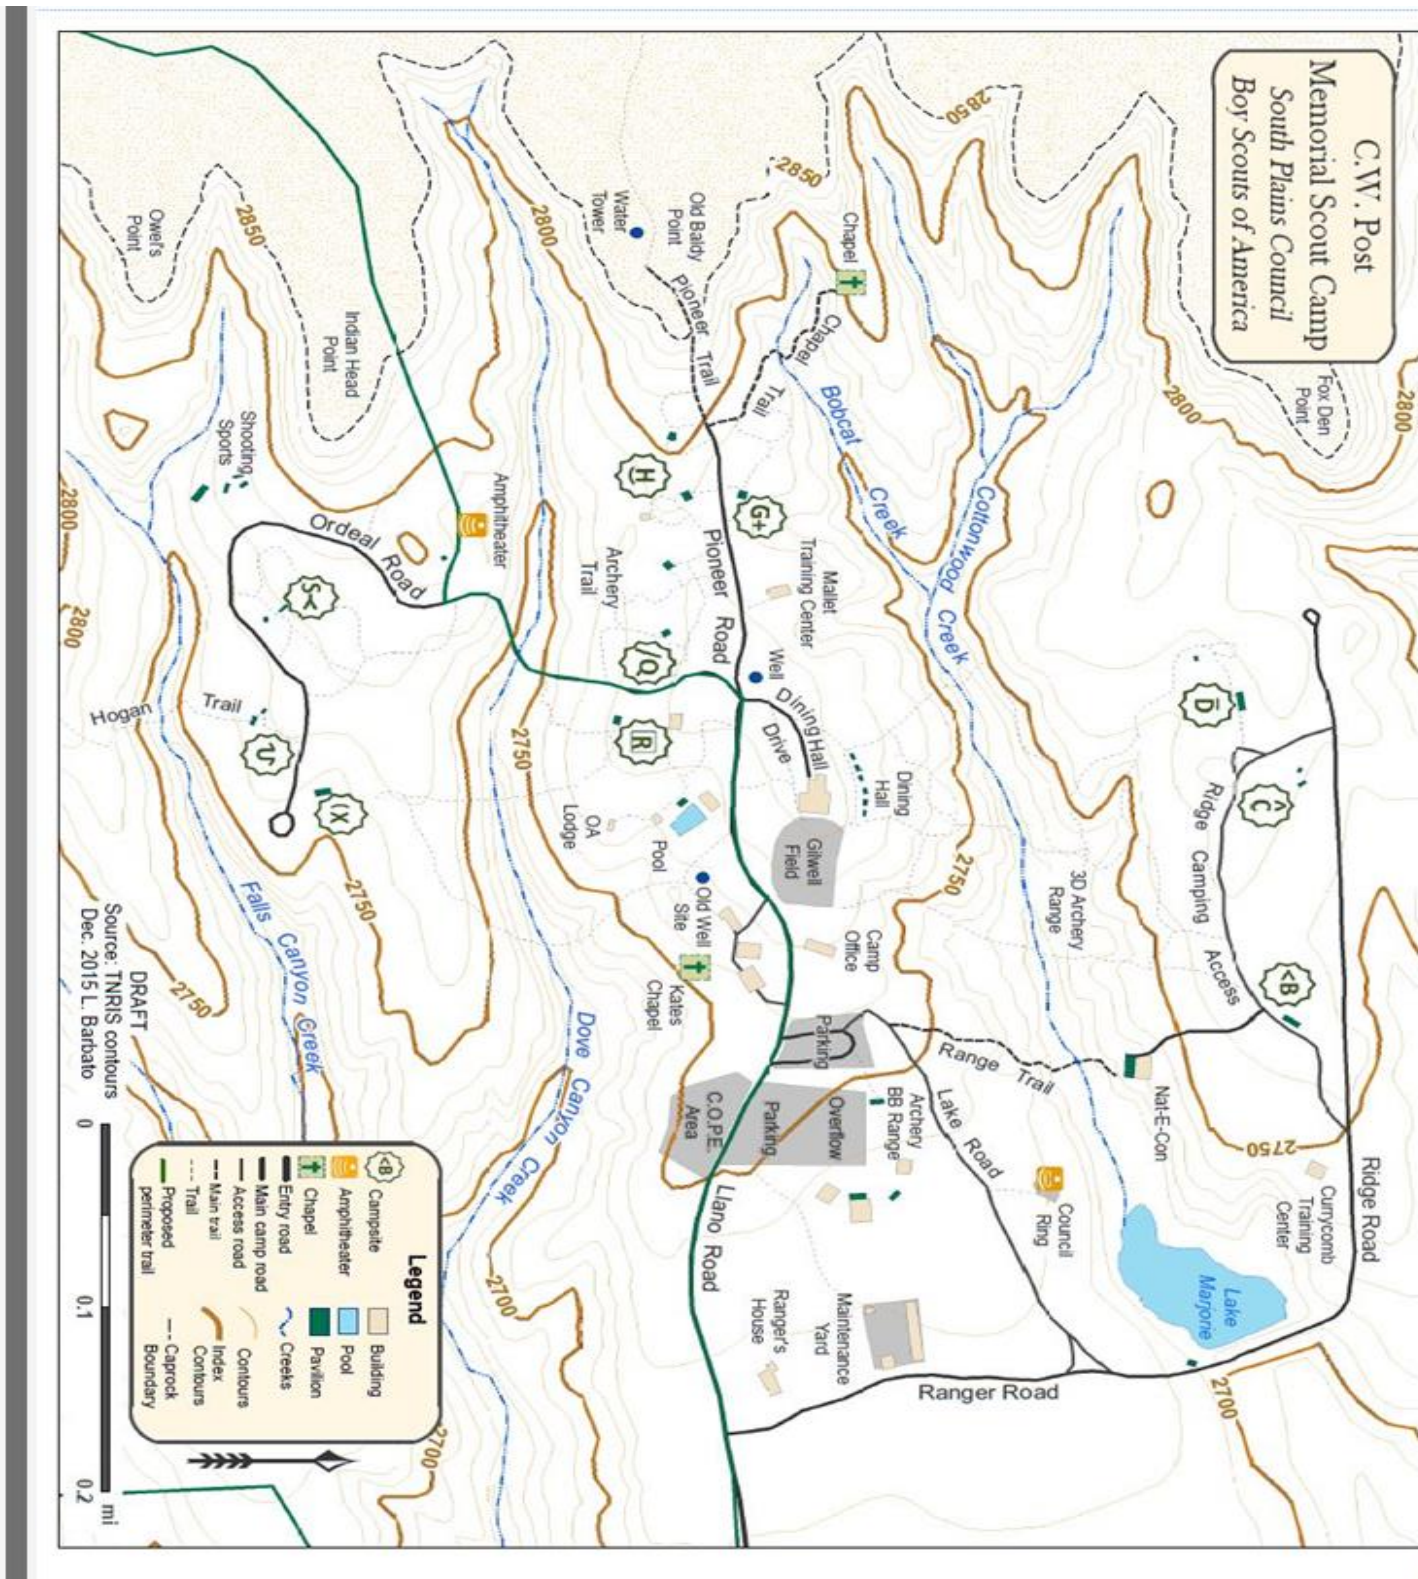 C.W. Post
Memorial Scout Camp
South Plains Council
Boy Scouts of America
2850
2850
2850
2800
2800
2800
2800
2800
2750
2750
2750
2750
2750
2700
2700
2700
Fox Den
Point
Old Baldy
Point
Water
Tower
Owel's
Point
Indian Head
Point
Chapel
Chapel
Trail
Pioneer Trail
Bobcat
Creek
Cottonwood Creek
Shooting
Sports
Amphitheater
Ordeal Road
Archery
Trail
Pioneer Road
Mallet
Training Center
Well
Dining Hall
Drive
Dining
Hall
Gilwell
Field
H
G+
S<
/Q
R
(X
D
Ĉ
<B
Hogan
Trail
OA
Lodge
Pool
Old Well
Site
Kates
Chapel
Camp
Office
3D Archery
Range
Ridge Camping Access
Ridge Road
Nat-E-Con
Range Trail
Parking
Overflow
Parking
C.O.P.E.
Area
Archery
BB Range
Lake Road
Council
Ring
Currycomb
Training
Center
Lake
Marjorie
Llano Road
Maintenance
Yard
Ranger's
House
Ranger Road
Falls Canyon Creek
Dove Canyon Creek
DRAFT
Source: TNRIS contours
Dec. 2015 L. Barbato
0
0.1
0.2
mi
Legend
<B
Campsite
Amphitheater
Chapel
Entry road
Main camp road
Access road
Main trail
Trail
Proposed
perimeter trail
Building
Pool
Pavilion
Creeks
Contours
Index
Contours
Caprock
Boundary